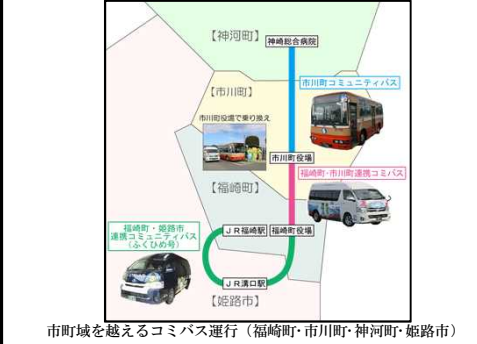 【神河町】
神崎総合病院
市川町コミュニティバス
【市川町】
市川町役場で乗り換え
市川町役場
福崎町・市川町連携コミバス
【福崎町】
福崎町・姫路市
連携コミュニティバス
（ふくひめ号）
ＪＲ福崎駅
福崎町役場
ＪＲ溝口駅
【姫路市】
市町域を越えるコミバス運行（福崎町・市川町・神河町・姫路市）